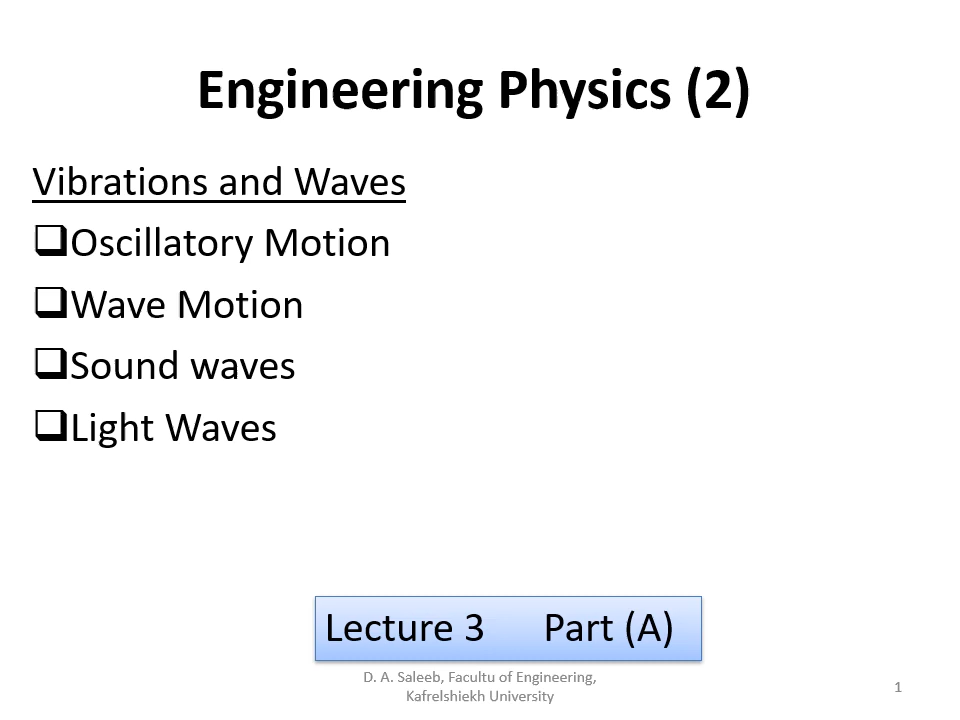 Engineering Physics (2)
Vibrations and Waves
❑Oscillatory Motion
❑Wave Motion
❑Sound waves
❑Light Waves
Lecture 3 Part (A)
D. A. Saleeb, Facultu of Engineering,
Kafrelshiekh University
1